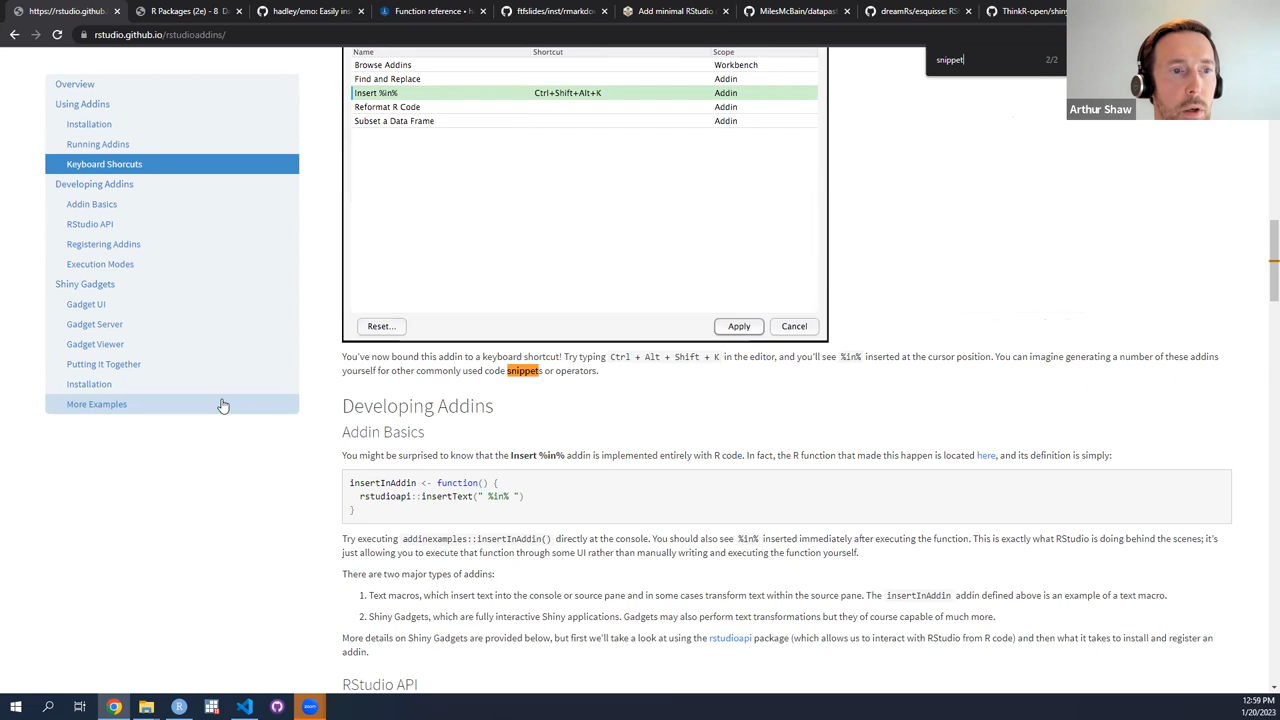 https://rstudio.github.io/rstu
R Packages (2e) - 8 Da
hadley/emo: Easily inse
Function reference • h
ttfslides/inst/rmarkdow
Add minimal RStudio
MilesMcBain/datapast
dreamRs/esquisse: RSt
ThinkR-open/shiny
rstudio.github.io/rstudioaddins/
snippet
2/2
Arthur Shaw
Overview
Using Addins
Installation
Running Addins
Keyboard Shorcuts
Developing Addins
Addin Basics
RStudio API
Registering Addins
Execution Modes
Shiny Gadgets
Gadget UI
Gadget Server
Gadget Viewer
Putting It Together
Installation
More Examples
Name Shortcut Scope
Browse Addins Workbench
Find and Replace Addin
Insert %in% Ctrl+Shift+Alt+K Addin
Reformat R Code Addin
Subset a Data Frame Addin
Reset... Apply Cancel
You've now bound this addin to a keyboard shortcut! Try typing Ctrl + Alt + Shift + K in the editor, and you'll see %in% inserted at the cursor position. You can imagine generating a number of these addins
yourself for other commonly used code snippets or operators.
Developing Addins
Addin Basics
You might be surprised to know that the Insert %in% addin is implemented entirely with R code. In fact, the R function that made this happen is located here, and its definition is simply:
insertInAddin <- function() {
rstudioapi::insertText(" %in% ")
}
Try executing addinexamples::insertInAddin() directly at the console. You should also see %in% inserted immediately after executing the function. This is exactly what RStudio is doing behind the scenes; it's
just allowing you to execute that function through some UI rather than manually writing and executing the function yourself.
There are two major types of addins:
1. Text macros, which insert text into the console or source pane and in some cases transform text within the source pane. The insertInAddin addin defined above is an example of a text macro.
2. Shiny Gadgets, which are fully interactive Shiny applications. Gadgets may also perform text transformations but they of course capable of much more.
More details on Shiny Gadgets are provided below, but first we'll take a look at using the rstudioapi package (which allows us to interact with RStudio from R code) and then what it takes to install and register an
addin.
RStudio API
zoom
12:59 PM
1/20/2023